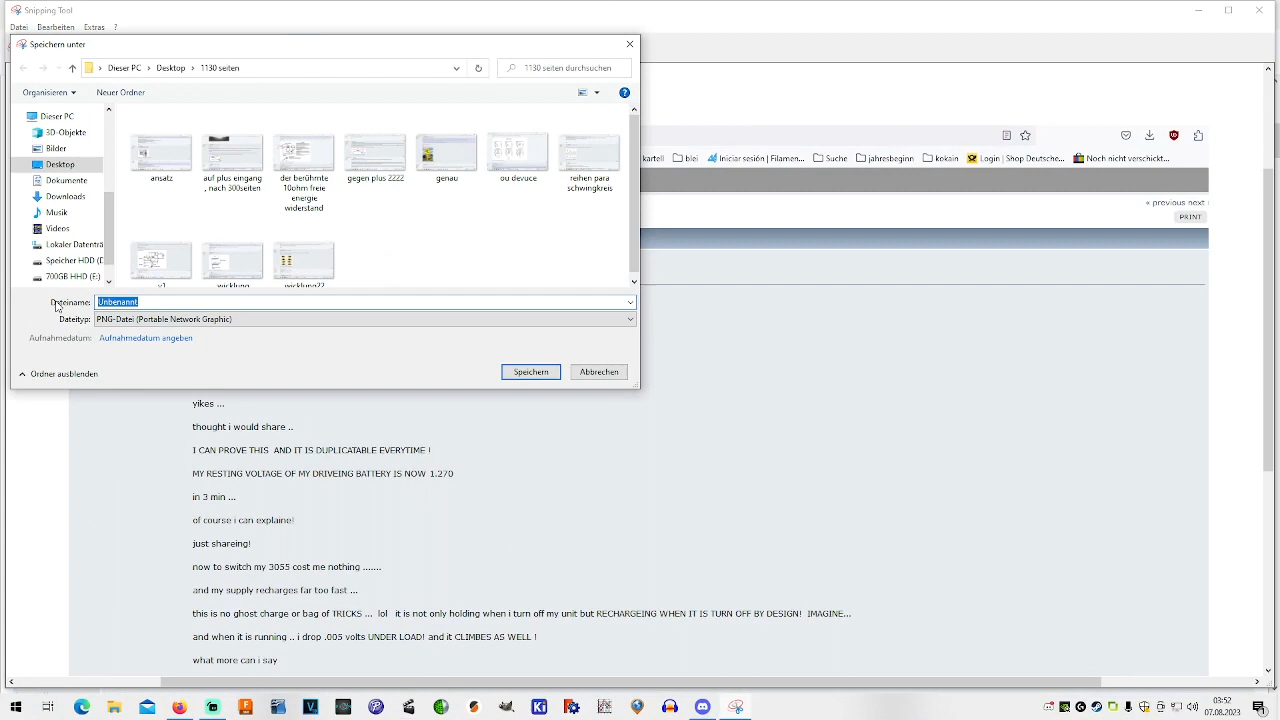 Snipping Tool
Datei Bearbeiten Extras ?
Speichern unter
Dieser PC > Desktop > 1130 seiten
1130 seiten durchsuchen
Organisieren Neuer Ordner
Dieser PC
3D-Objekte
Bilder
Desktop
Dokumente
Downloads
Musik
Videos
Lokaler Datenträ
Speicher HDD (D
700GB HHD (E:)
ansatz
auf plus eingang
, nach 300seiten
der berühmte
10ohm freie
energie
widerstand
gegen plus 2222
genau
ou devuce
reihen para
schwingkreis
v1
wicklung
wicklung22
Dateiname: Unbenannt
Dateityp: PNG-Datei (Portable Network Graphic)
Aufnahmedatum: Aufnahmedatum angeben
Ordner ausblenden
Speichern
Abbrechen
kartell blei Iniciar sesión | Filamen... Suche jahresbeginn kokain Login | Shop Deutsche... Noch nicht verschickt...
« previous next
PRINT
yikes ...
thought i would share ..
I CAN PROVE THIS AND IT IS DUPLICATABLE EVERYTIME !
MY RESTING VOLTAGE OF MY DRIVEING BATTERY IS NOW 1.270
in 3 min ...
of course i can explaine!
just shareing!
now to switch my 3055 cost me nothing .......
and my supply recharges far too fast ...
this is no ghost charge or bag of TRICKS ... lol it is not only holding when i turn off my unit but RECHARGEING WHEN IT IS TURN OFF BY DESIGN! IMAGINE...
and when it is running .. i drop .005 volts UNDER LOAD! and it CLIMBES AS WELL !
what more can i say
03:52
07.08.2023